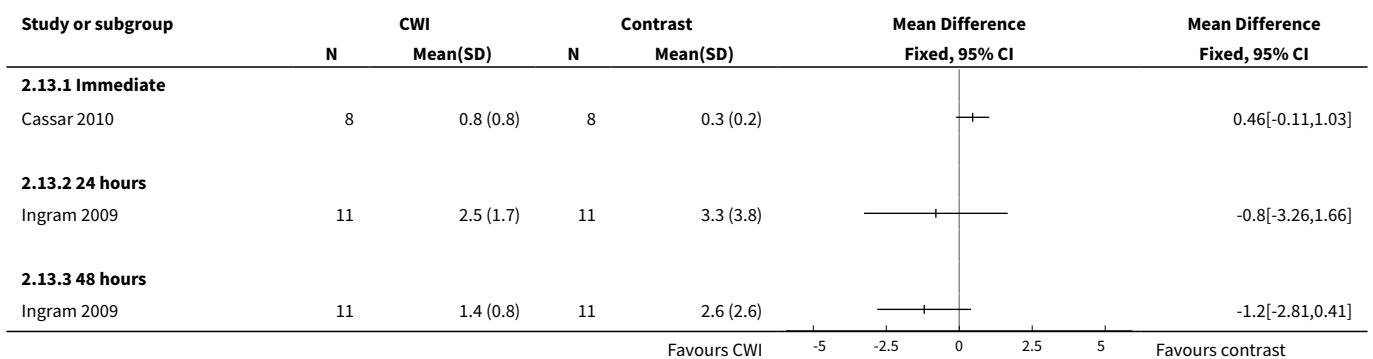 Study or subgroup CWI Contrast Mean Difference Mean Difference
N Mean(SD) N Mean(SD) Fixed, 95% CI Fixed, 95% CI
2.13.1 Immediate
Cassar 2010 8 0.8 (0.8) 8 0.3 (0.2) 0.46[-0.11,1.03]
2.13.2 24 hours
Ingram 2009 11 2.5 (1.7) 11 3.3 (3.8) -0.8[-3.26,1.66]
2.13.3 48 hours
Ingram 2009 11 1.4 (0.8) 11 2.6 (2.6) -1.2[-2.81,0.41]
Favours CWI -5 -2.5 0 2.5 5 Favours contrast